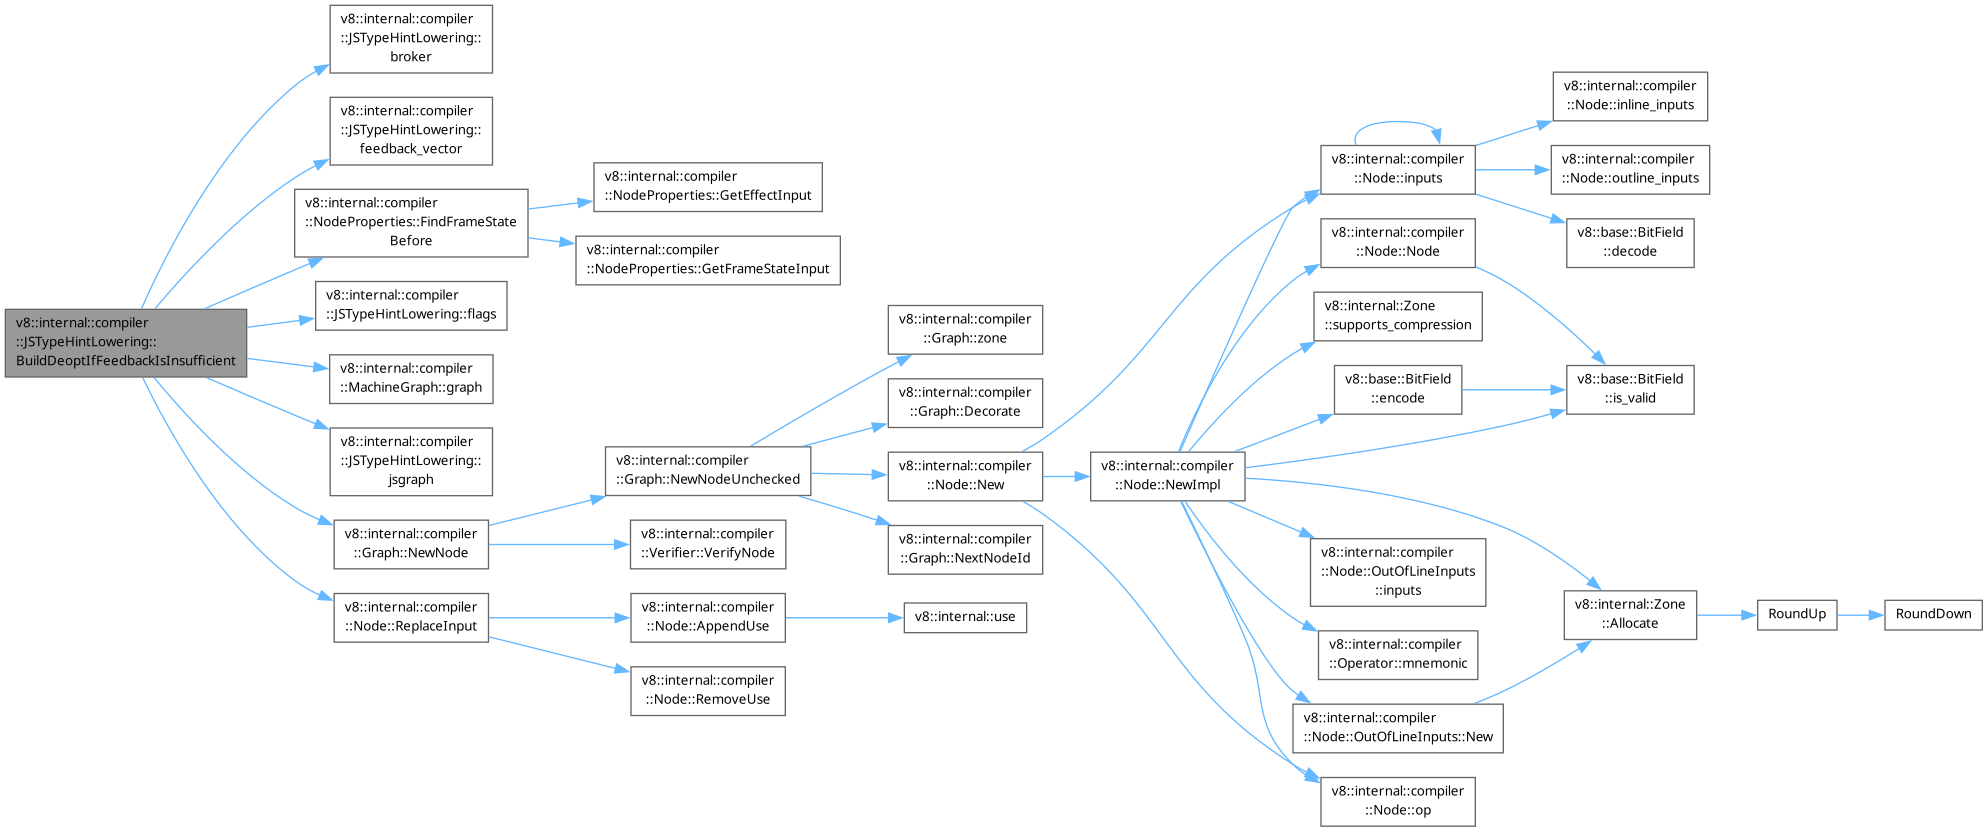 v8::internal::compiler
::JSTypeHintLowering::
BuildDeoptIfFeedbackIsInsufficient
v8::internal::compiler
::JSTypeHintLowering::
broker
v8::internal::compiler
::JSTypeHintLowering::
feedback_vector
v8::internal::compiler
::NodeProperties::FindFrameState
Before
v8::internal::compiler
::JSTypeHintLowering::flags
v8::internal::compiler
::MachineGraph::graph
v8::internal::compiler
::JSTypeHintLowering::
jsgraph
v8::internal::compiler
::Graph::NewNode
v8::internal::compiler
::Node::ReplaceInput
v8::internal::compiler
::NodeProperties::GetEffectInput
v8::internal::compiler
::NodeProperties::GetFrameStateInput
v8::internal::compiler
::Graph::NewNodeUnchecked
v8::internal::compiler
::Verifier::VerifyNode
v8::internal::compiler
::Node::AppendUse
v8::internal::compiler
::Node::RemoveUse
v8::internal::compiler
::Graph::zone
v8::internal::compiler
::Graph::Decorate
v8::internal::compiler
::Node::New
v8::internal::compiler
::Graph::NextNodeId
v8::internal::use
v8::internal::compiler
::Node::NewImpl
v8::internal::compiler
::Node::inputs
v8::internal::compiler
::Node::Node
v8::internal::Zone
::supports_compression
v8::base::BitField
::encode
v8::internal::compiler
::Node::OutOfLineInputs
::inputs
v8::internal::compiler
::Operator::mnemonic
v8::internal::compiler
::Node::OutOfLineInputs::New
v8::internal::compiler
::Node::op
v8::internal::compiler
::Node::inline_inputs
v8::internal::compiler
::Node::outline_inputs
v8::base::BitField
::decode
v8::base::BitField
::is_valid
v8::internal::Zone
::Allocate
RoundUp
RoundDown